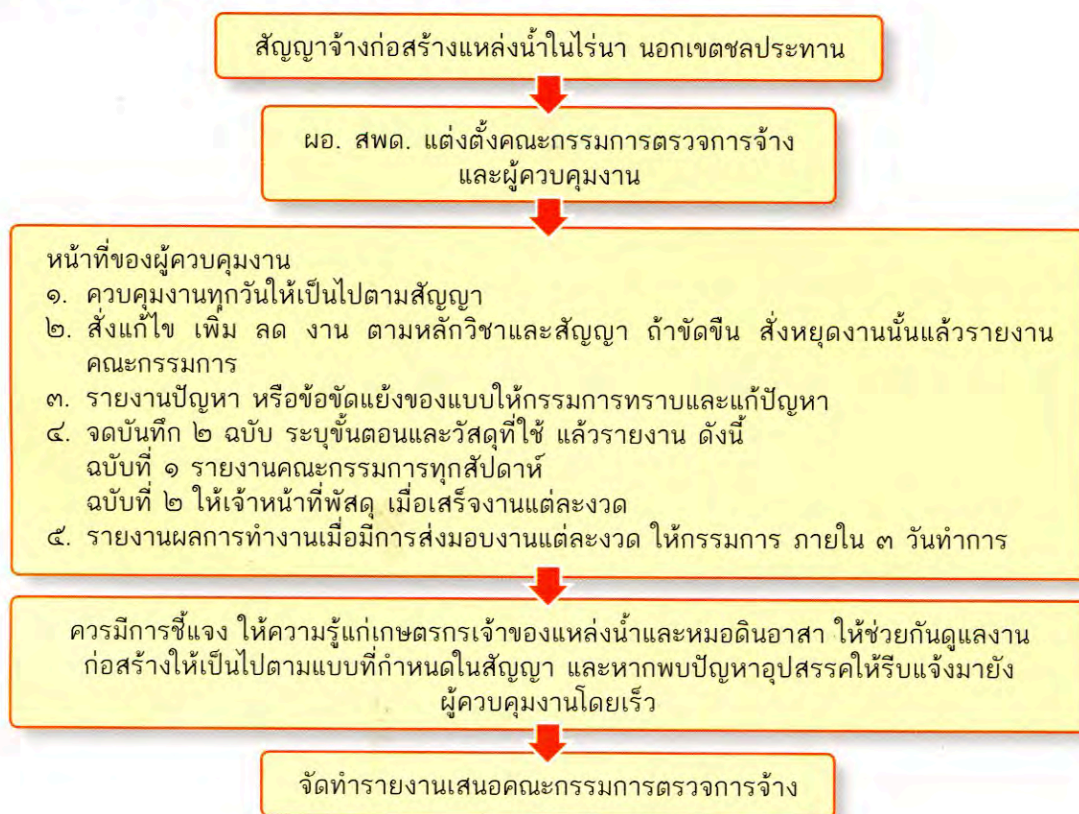 สัญญาจ้างก่อสร้างแหล่งน้ำในไร่นา นอกเขตชลประทาน
ผอ. สพด. แต่งตั้งคณะกรรมการตรวจการจ้าง
และผู้ควบคุมงาน
หน้าที่ของผู้ควบคุมงาน
๑. ควบคุมงานทุกวันให้เป็นไปตามสัญญา
๒. สั่งแก้ไข เพิ่ม ลด งาน ตามหลักวิชาและสัญญา ถ้าขัดขืน สั่งหยุดงานนั้นแล้วรายงาน
คณะกรรมการ
๓. รายงานปัญหา หรือข้อขัดแย้งของแบบให้กรรมการทราบและแก้ปัญหา
๔. จดบันทึก ๒ ฉบับ ระบุขั้นตอนและวัสดุที่ใช้ แล้วรายงาน ดังนี้
ฉบับที่ ๑ รายงานคณะกรรมการทุกสัปดาห์
ฉบับที่ ๒ ให้เจ้าหน้าที่พัสดุ เมื่อเสร็จงานแต่ละงวด
๕. รายงานผลการทำงานเมื่อมีการส่งมอบงานแต่ละงวด ให้กรรมการ ภายใน ๓ วันทำการ
ควรมีการชี้แจง ให้ความรู้แก่เกษตรกรเจ้าของแหล่งน้ำและหมอดินอาสา ให้ช่วยกันดูแลงาน
ก่อสร้างให้เป็นไปตามแบบที่กำหนดในสัญญา และหากพบปัญหาอุปสรรคให้รีบแจ้งมายัง
ผู้ควบคุมงานโดยเร็ว
จัดทำรายงานเสนอคณะกรรมการตรวจการจ้าง